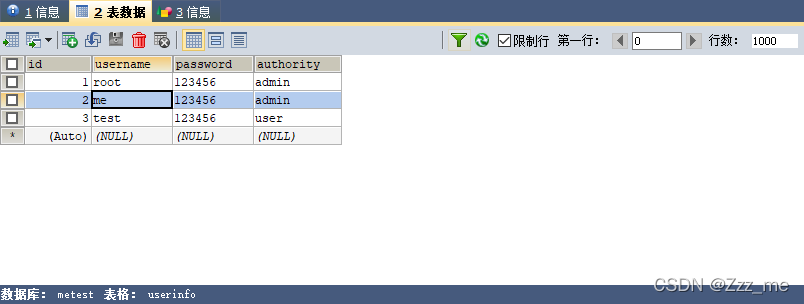 1 信息 2 表数据 3 信息
限制行 第一行： 0 行数： 1000
id username password authority
1 root 123456 admin
2 me 123456 admin
3 test 123456 user
* (Auto) (NULL) (NULL) (NULL)
数据库： metest 表格： userinfo
CSDN @Zzz_me